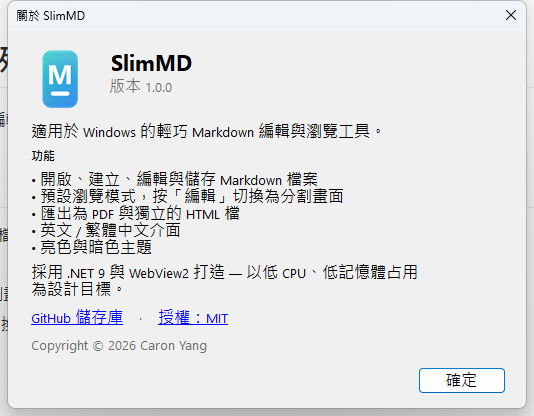 關於 SlimMD
M
SlimMD
版本 1.0.0
適用於 Windows 的輕巧 Markdown 編輯與瀏覽工具。
功能
• 開啟、建立、編輯與儲存 Markdown 檔案
• 預設瀏覽模式，按「編輯」切換為分割畫面
• 匯出為 PDF 與獨立的 HTML 檔
• 英文 / 繁體中文介面
• 亮色與暗色主題
採用 .NET 9 與 WebView2 打造 — 以低 CPU、低記憶體占用
為設計目標。
GitHub 儲存庫 · 授權：MIT
Copyright © 2026 Caron Yang
確定